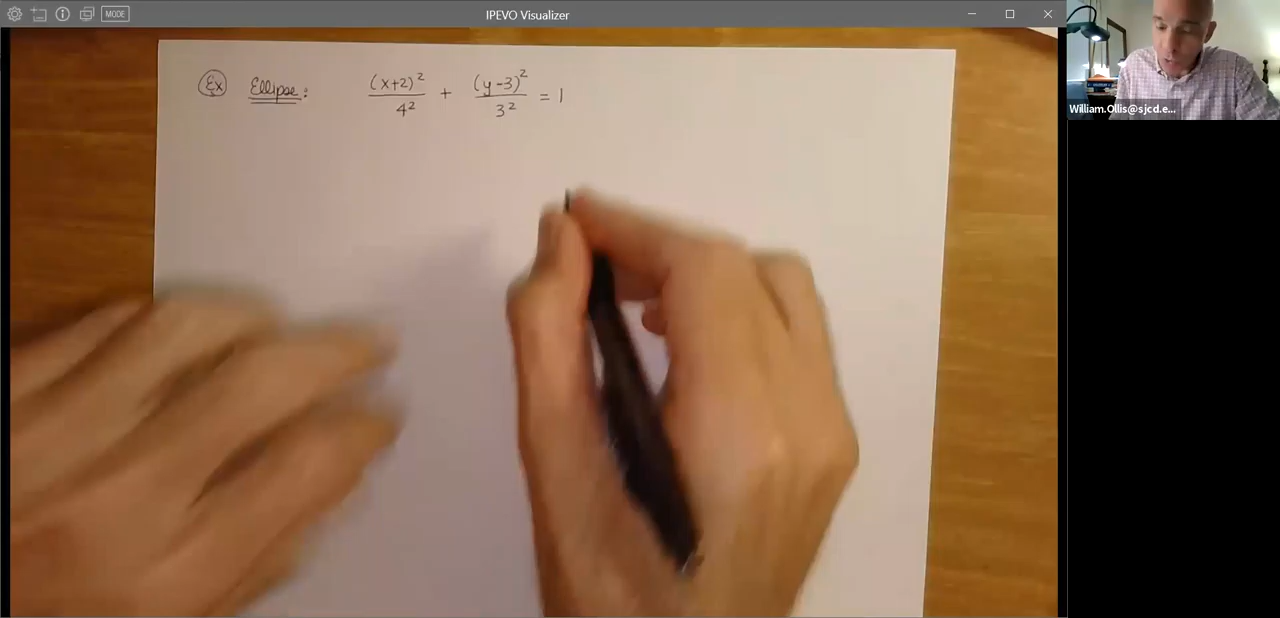 IPEVO Visualizer
MODE
William.Ollis@sjcd.e...
Ex Ellipse: (x+2)²/4² + (y-3)²/3² = 1